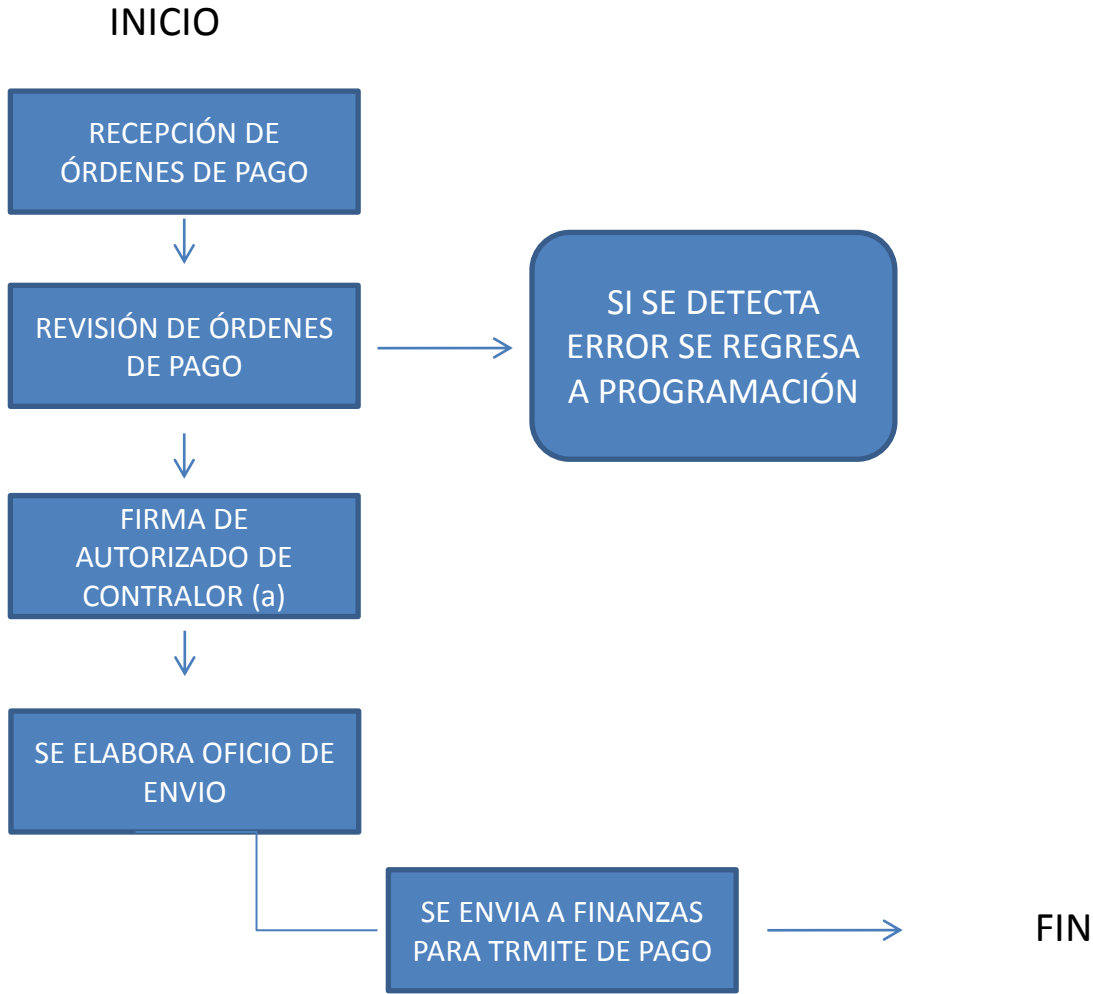 INICIO
RECEPCIÓN DE
ÓRDENES DE PAGO
REVISIÓN DE ÓRDENES
DE PAGO
SI SE DETECTA
ERROR SE REGRESA
A PROGRAMACIÓN
FIRMA DE
AUTORIZADO DE
CONTRALOR (a)
SE ELABORA OFICIO DE
ENVIO
SE ENVIA A FINANZAS
PARA TRMITE DE PAGO
FIN